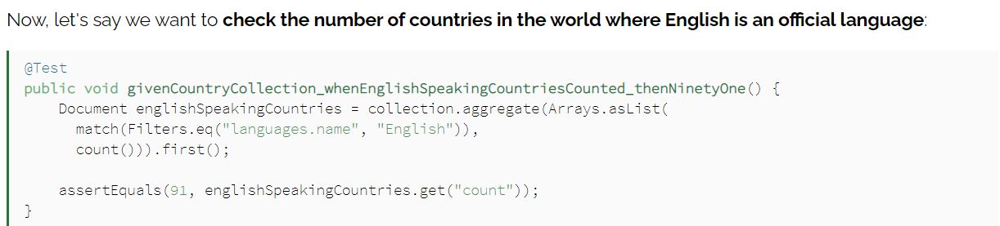 Now, let's say we want to check the number of countries in the world where English is an official language:
@Test
public void givenCountryCollection_whenEnglishSpeakingCountriesCounted_thenNinetyOne() {
    Document englishSpeakingCountries = collection.aggregate(Arrays.asList(
      match(Filters.eq("languages.name", "English")),
      count())).first();
    assertEquals(91, englishSpeakingCountries.get("count"));
}